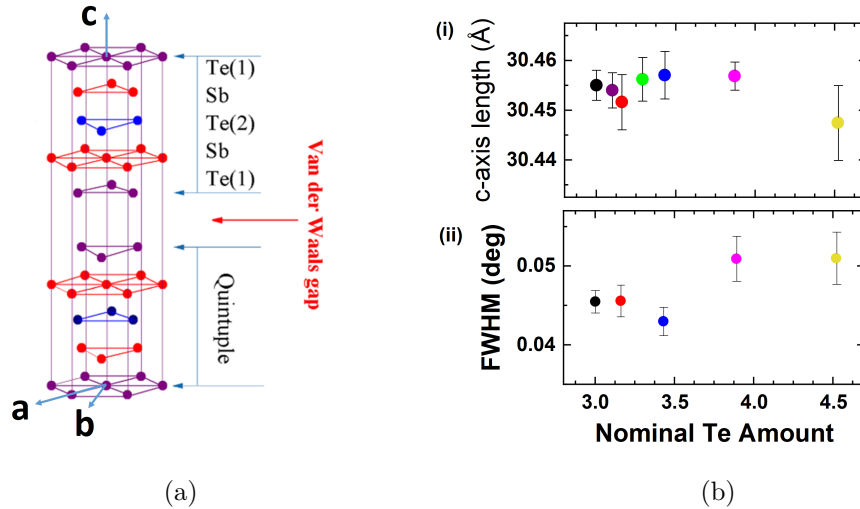 c
Te(1)
Sb
Te(2)
Sb
Te(1)
Van der Waals gap
Quintuple
a
b
(a)
(i)
c-axis length (Å)
30.46
30.45
30.44
(ii)
FWHM (deg)
0.05
0.04
3.0 3.5 4.0 4.5
Nominal Te Amount
(b)